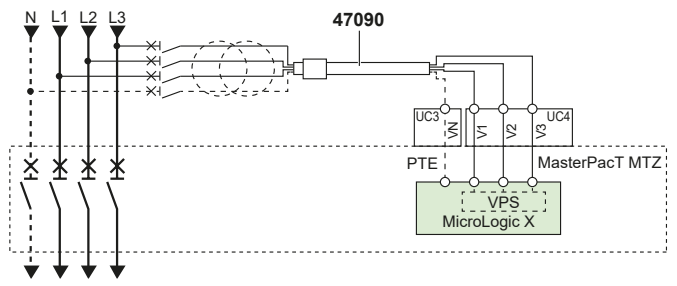 N L1 L2 L3
47090
UC3 UC4
VN V1 V2 V3
PTE MasterPacT MTZ
VPS
MicroLogic X